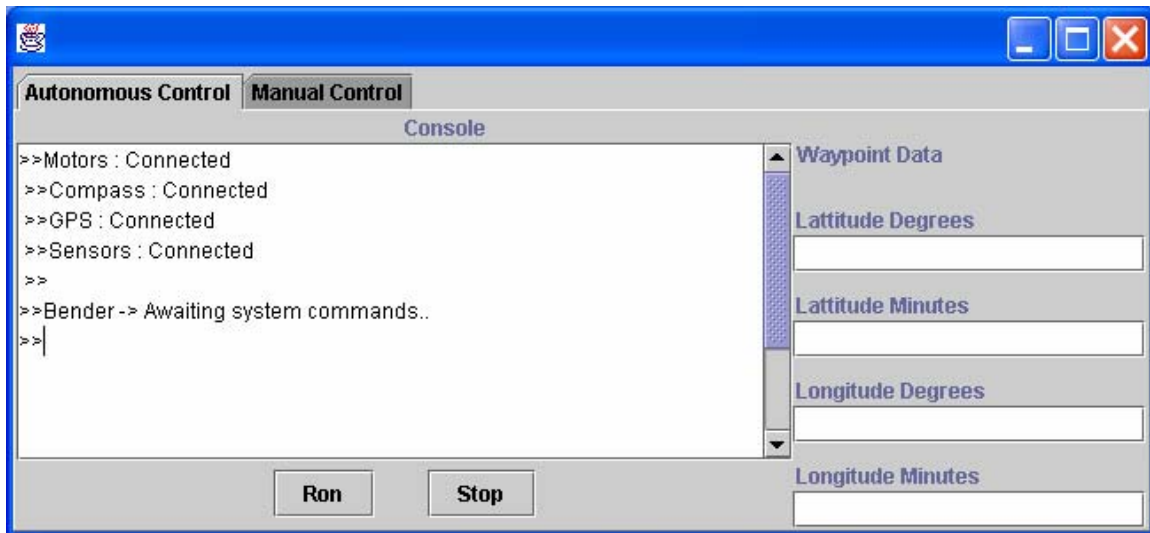 Autonomous Control
Manual Control
Console
>>Motors : Connected
>>Compass : Connected
>>GPS : Connected
>>Sensors : Connected
>>
>>Bender -> Awaiting system commands..
>>
Ron
Stop
Waypoint Data
Lattitude Degrees
Lattitude Minutes
Longitude Degrees
Longitude Minutes